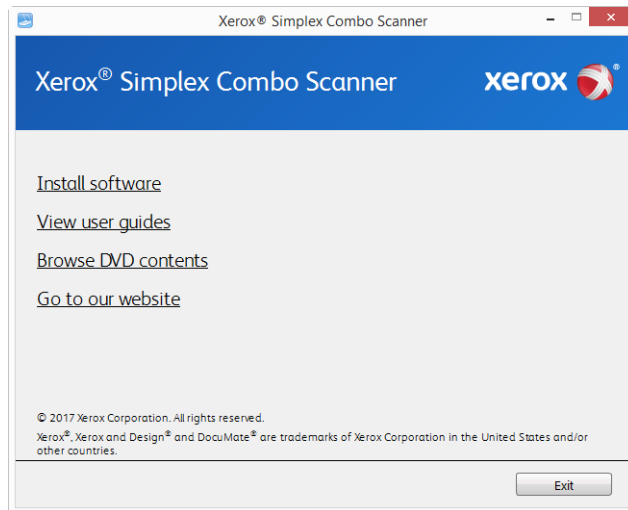 Xerox® Simplex Combo Scanner
Xerox® Simplex Combo Scanner
xerox®
Install software
View user guides
Browse DVD contents
Go to our website
© 2017 Xerox Corporation. All rights reserved.
Xerox®, Xerox and Design® and DocuMate® are trademarks of Xerox Corporation in the United States and/or
other countries.
Exit